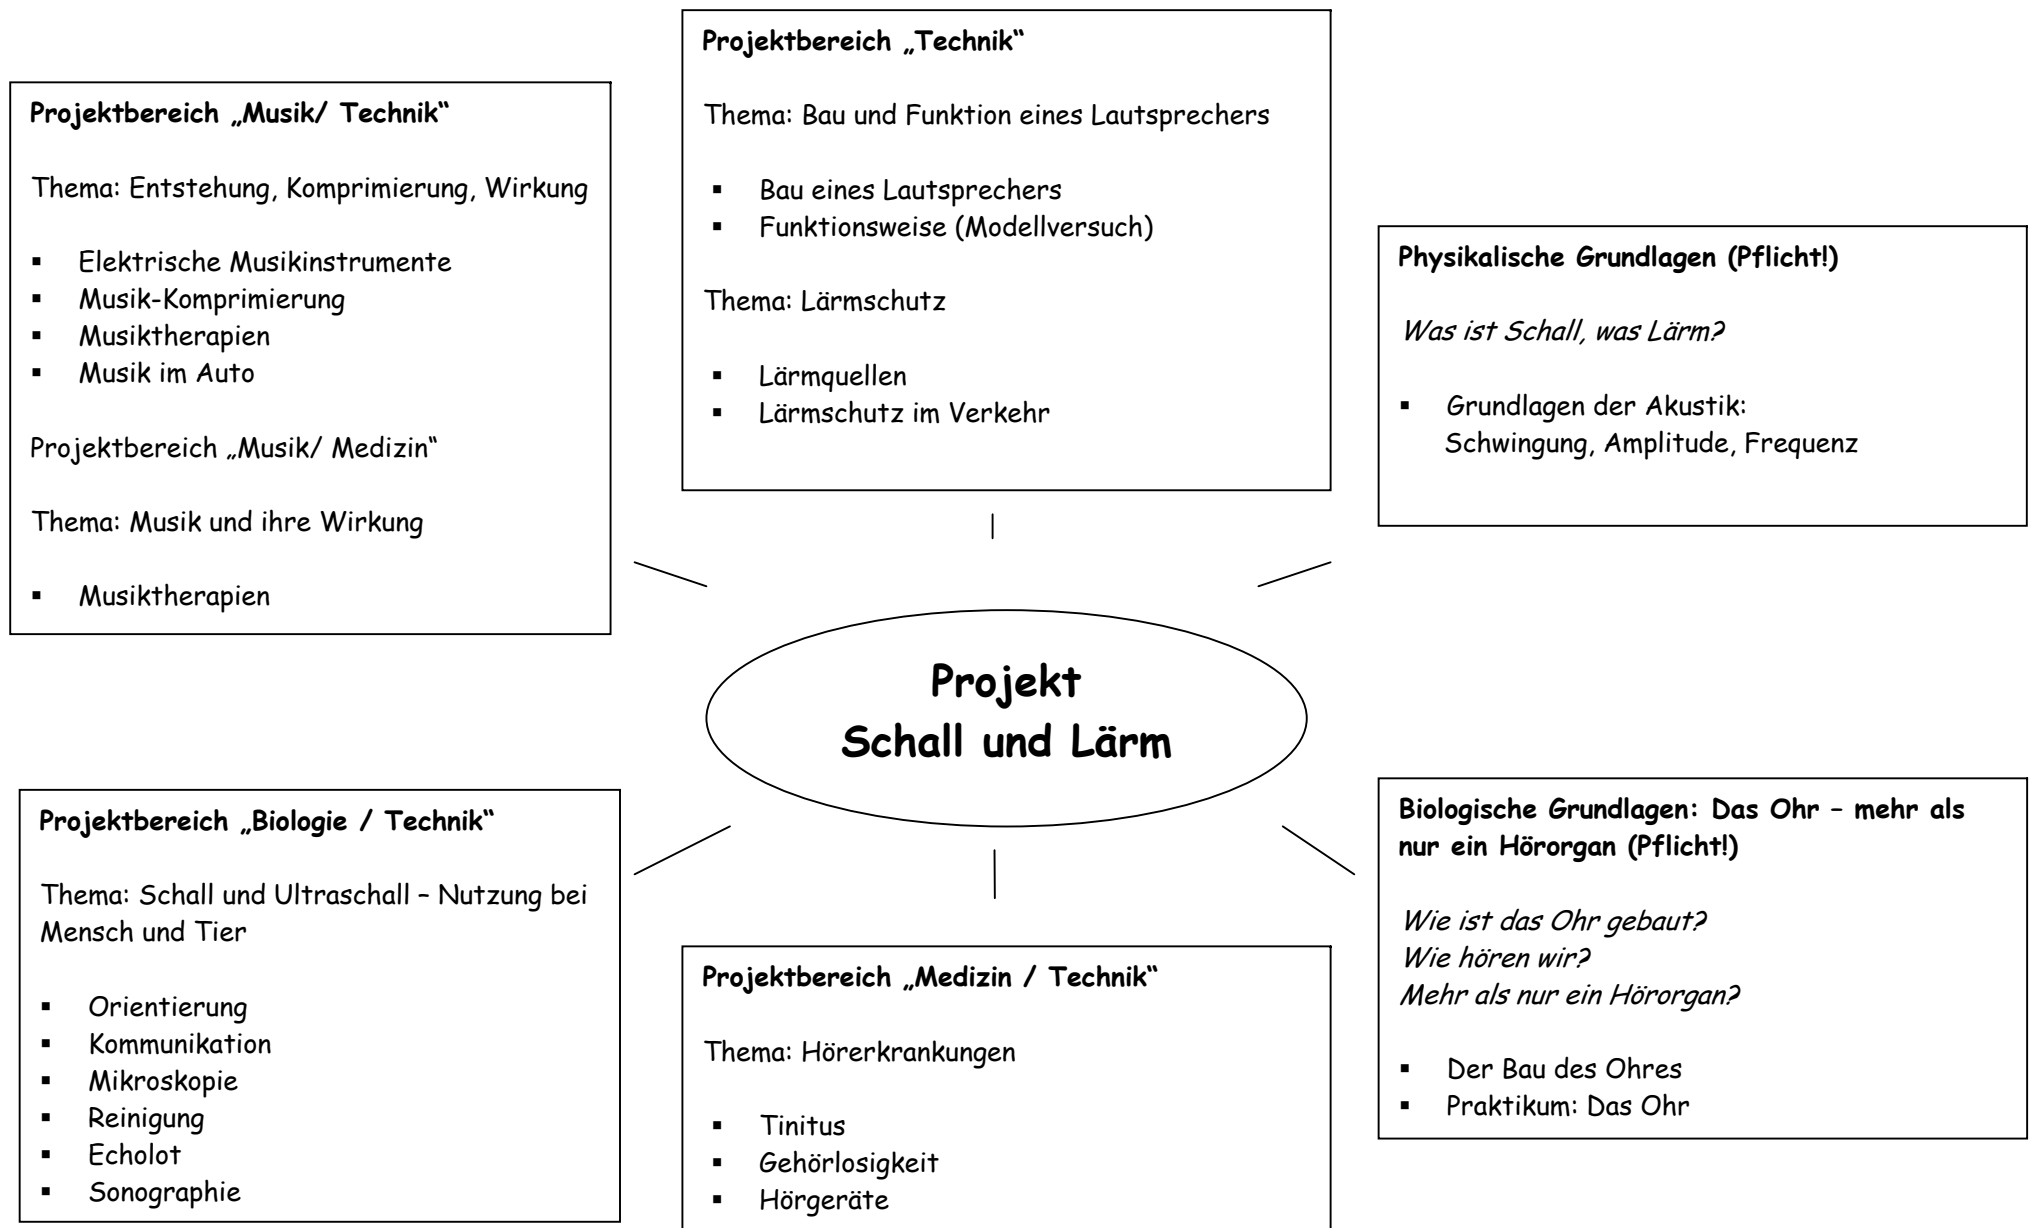 Projektbereich „Musik/ Technik“
Thema: Entstehung, Komprimierung, Wirkung
▪ Elektrische Musikinstrumente
▪ Musik-Komprimierung
▪ Musiktherapien
▪ Musik im Auto
Projektbereich „Musik/ Medizin“
Thema: Musik und ihre Wirkung
▪ Musiktherapien
Projektbereich „Technik“
Thema: Bau und Funktion eines Lautsprechers
▪ Bau eines Lautsprechers
▪ Funktionsweise (Modellversuch)
Thema: Lärmschutz
▪ Lärmquellen
▪ Lärmschutz im Verkehr
Physikalische Grundlagen (Pflicht!)
Was ist Schall, was Lärm?
▪ Grundlagen der Akustik:
Schwingung, Amplitude, Frequenz
Projekt
Schall und Lärm
Projektbereich „Biologie / Technik“
Thema: Schall und Ultraschall – Nutzung bei
Mensch und Tier
▪ Orientierung
▪ Kommunikation
▪ Mikroskopie
▪ Reinigung
▪ Echolot
▪ Sonographie
Projektbereich „Medizin / Technik“
Thema: Hörerkrankungen
▪ Tinitus
▪ Gehörlosigkeit
▪ Hörgeräte
Biologische Grundlagen: Das Ohr – mehr als
nur ein Hörorgan (Pflicht!)
Wie ist das Ohr gebaut?
Wie hören wir?
Mehr als nur ein Hörorgan?
▪ Der Bau des Ohres
▪ Praktikum: Das Ohr